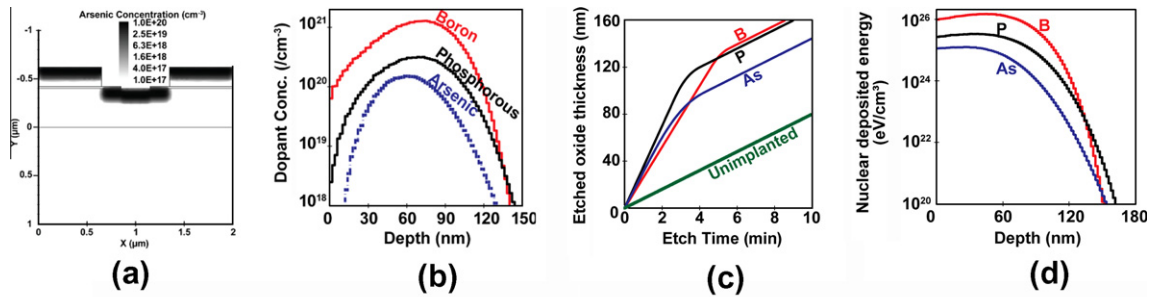 Arsenic Concentration (cm⁻³)
1.0E+20
2.5E+19
6.3E+18
1.6E+18
4.0E+17
1.0E+17
-1
-0.5
0
0.5
1
Y (µm)
0
0.5
1
1.5
2
X (µm)
(a)
Dopant Conc. (/cm³)
10²¹
10²⁰
10¹⁹
10¹⁸
Boron
Phosphorous
Arsenic
0
30
60
90
120
150
Depth (nm)
(b)
Etched oxide thickness (nm)
160
120
80
40
0
B
P
As
Unimplanted
0
2
4
6
8
10
Etch Time (min)
(c)
Nuclear deposited energy
(eV/cm³)
10²⁶
10²⁴
10²²
10²⁰
B
P
As
0
60
120
180
Depth (nm)
(d)